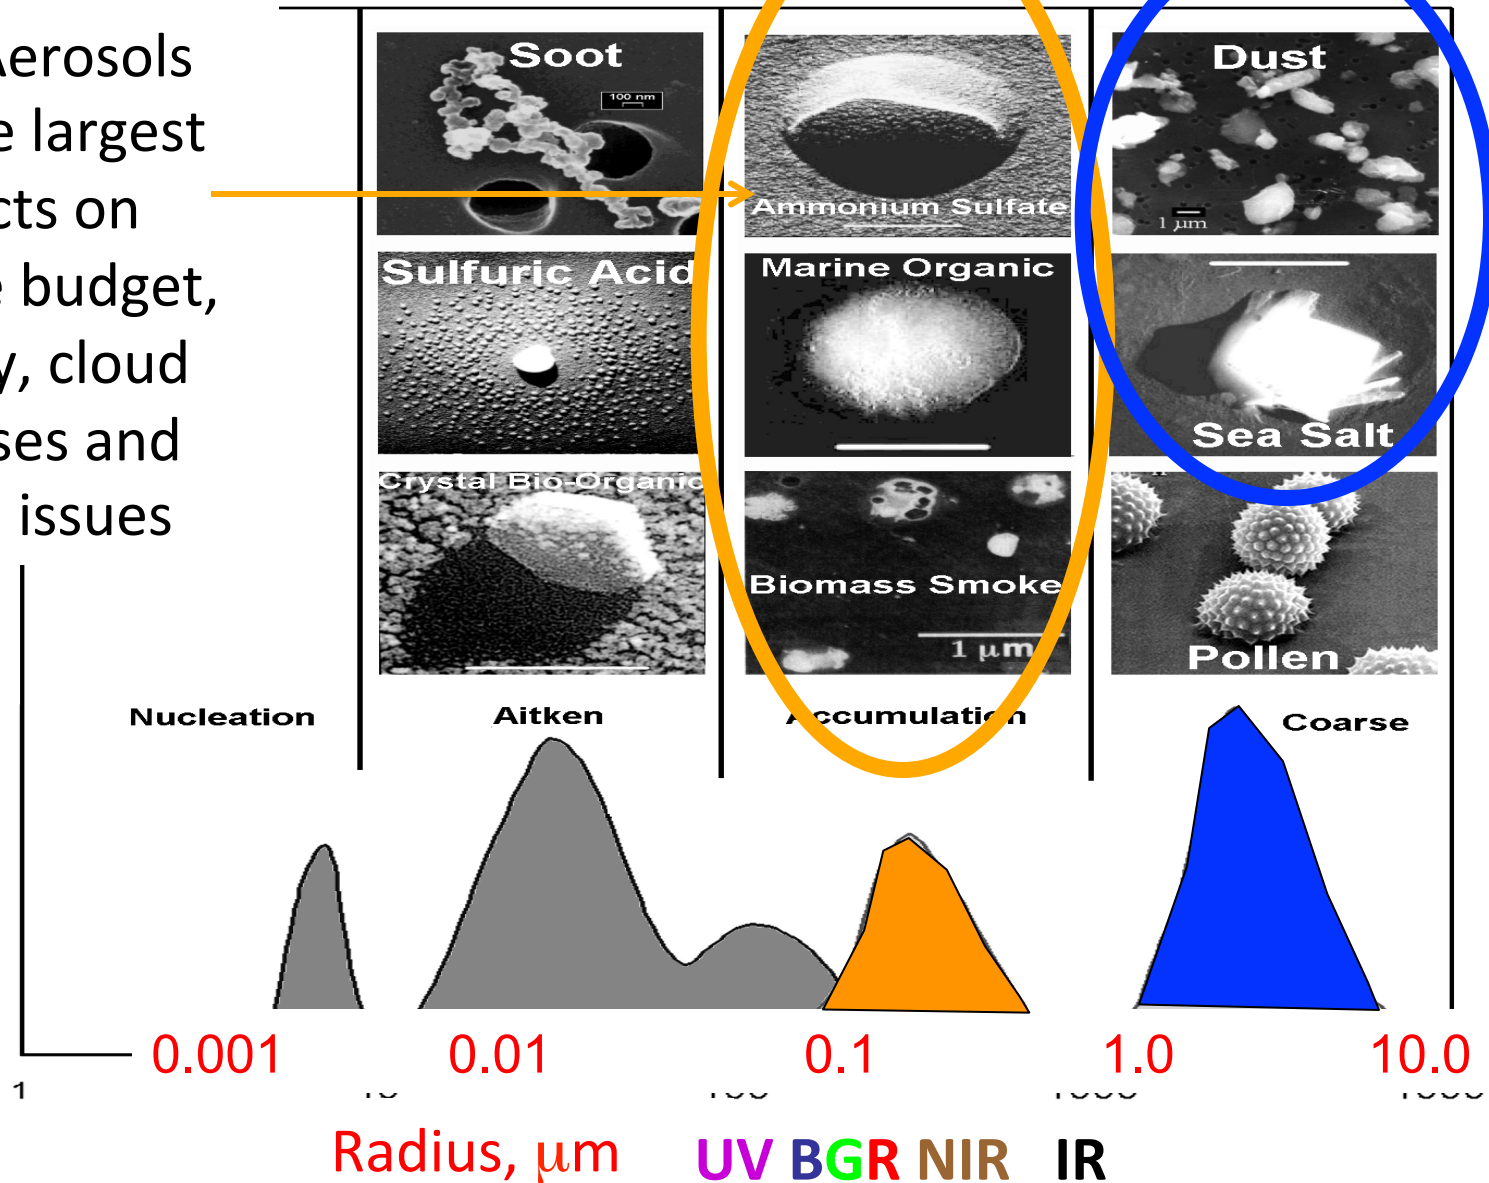 Aerosols
e largest
cts on
e budget,
y, cloud
ses and
issues
Soot
100 nm
Ammonium Sulfate
Dust
1 μm
Sulfuric Acid
Marine Organic
Sea Salt
Crystal Bio-Organic
Biomass Smoke
1 μm
Pollen
Nucleation
Aitken
Accumulation
Coarse
0.001 0.01 0.1 1.0 10.0
1
Radius, μm UV BGR NIR IR